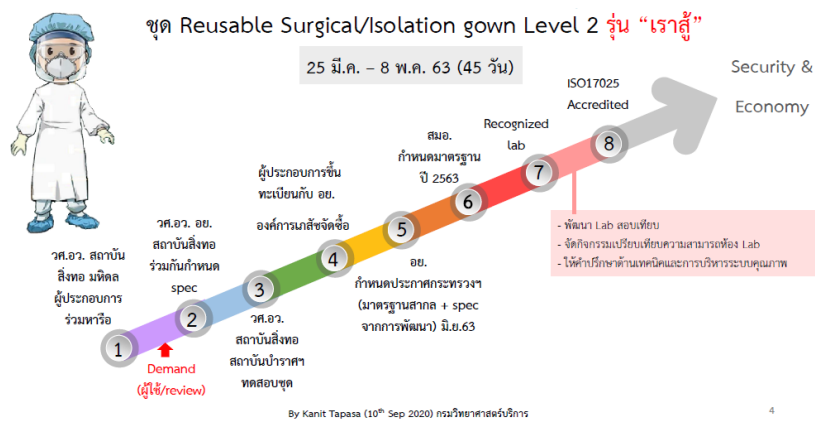 ชุด Reusable Surgical/Isolation gown Level 2 รุ่น “เราสู้”
25 มี.ค. – 8 พ.ค. 63 (45 วัน)
Security &
Economy
ISO17025
Accredited
Recognized
lab
สมอ.
กำหนดมาตรฐาน
ปี 2563
ผู้ประกอบการขึ้น
ทะเบียนกับ อย.
องค์การเภสัชจัดซื้อ
วศ.อว. อย.
สถาบันสิ่งทอ
ร่วมกันกำหนด
spec
วศ.อว. สถาบัน
สิ่งทอ มหิดล
ผู้ประกอบการ
ร่วมหารือ
1
2
3
4
5
6
7
8
Demand
(ผู้ใช้/review)
วศ.อว.
สถาบันสิ่งทอ
สถาบันบำราศฯ
ทดสอบชุด
อย.
กำหนดประกาศกระทรวงฯ
(มาตรฐานสากล + spec
จากการพัฒนา) มิ.ย.63
- พัฒนา Lab สอบเทียบ
- จัดกิจกรรมเปรียบเทียบความสามารถห้อง Lab
- ให้คำปรึกษาด้านเทคนิคและการบริหารระบบคุณภาพ
By Kanit Tapasa (10th Sep 2020) กรมวิทยาศาสตร์บริการ
4